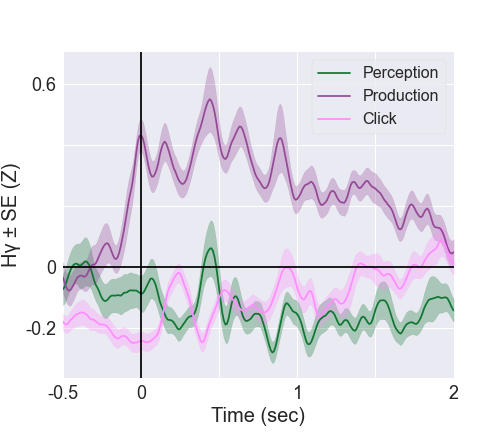 Perception
Production
Click
Hγ ± SE (Z)
0.6
0
-0.2
-0.5
0
1
2
Time (sec)